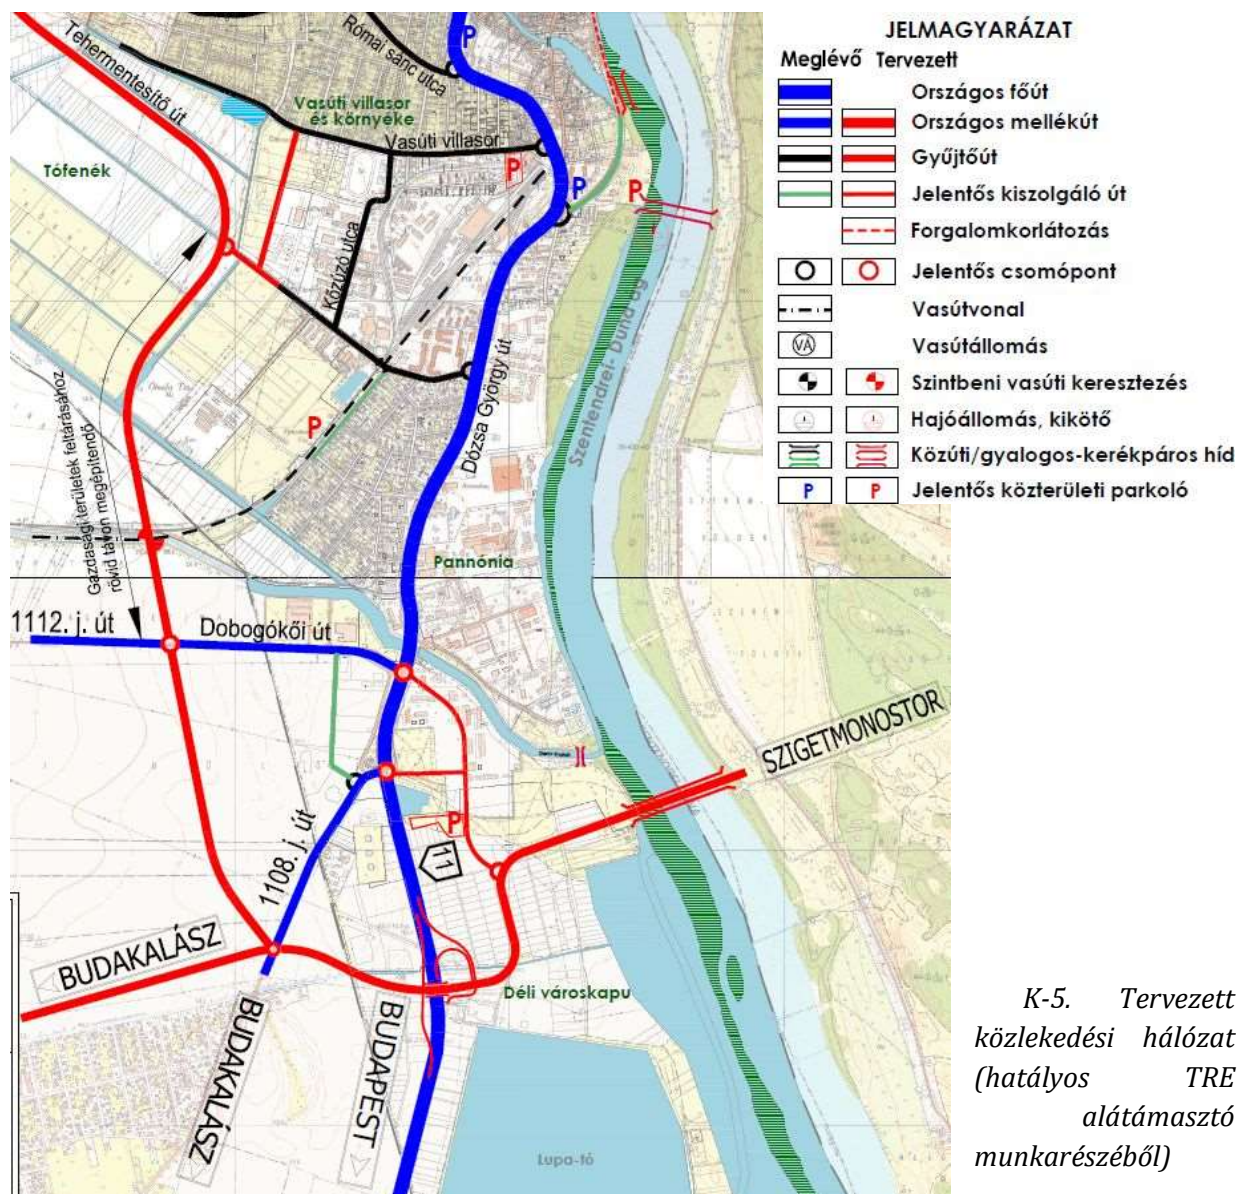 JELMAGYARÁZAT
Meglévő Tervezett
Országos főút
Országos mellékút
Gyűjtőút
Jelentős kiszolgáló út
Forgalomkorlátozás
Jelentős csomópont
Vasútvonal
VÁ Vasútállomás
Szintbeni vasúti keresztezés
Hajóállomás, kikötő
Közúti/gyalogos-kerékpáros híd
P P Jelentős közterületi parkoló
Tehermentesítő út
Római sánc utca
P
Vasúti villasor
és környéke
Vasúti villasor
Tófenék
P
P
P
Kőzúzó utca
Szentendrei- Duna ág
Dózsa György út
P
Gazdasági területek feltárásához
rövid távon megépítendő
Pannónia
1112. j. út
Dobogókői út
SZIGETMONOSTOR
1108. j. út
P
11
BUDAKALÁSZ
BUDAKALÁSZ
BUDAPEST
Déli városkapu
Lupa-tó
K-5. Tervezett
közlekedési hálózat
(hatályos TRE
alátámasztó
munkarészéből)